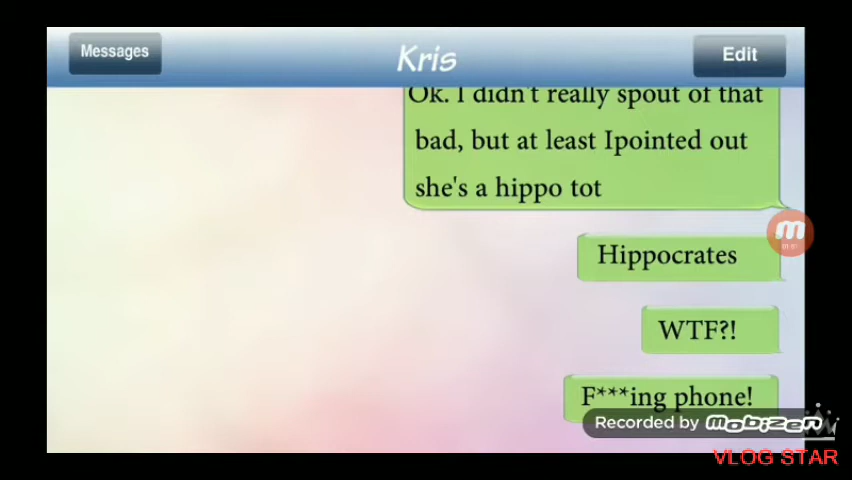 Messages
Kris
Edit
Ok. I didn't really spout of that
bad, but at least Ipointed out
she's a hippo tot
Hippocrates
WTF?!
F***ing phone!
Recorded by mobizen
VLOG STAR